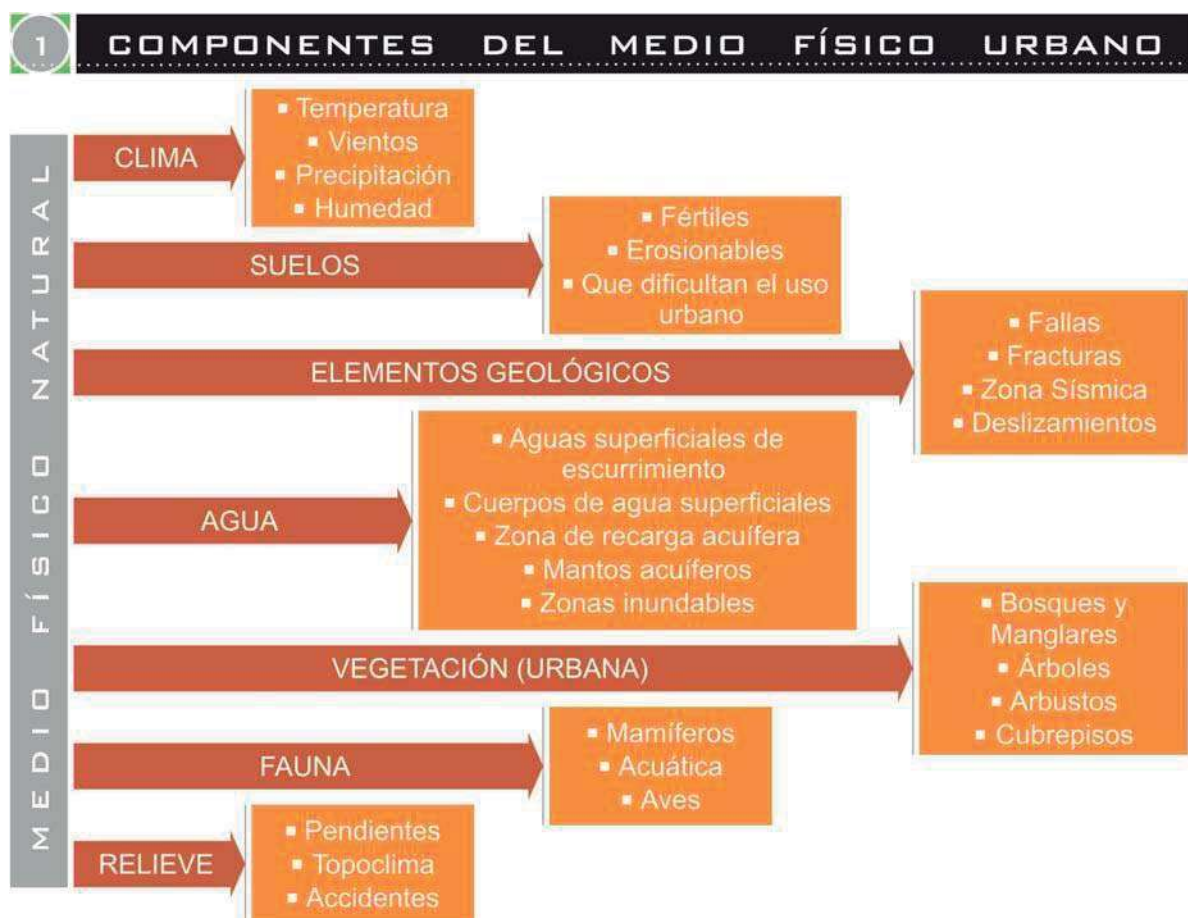 1
COMPONENTES DEL MEDIO FÍSICO URBANO
MEDIO FÍSICO NATURAL
CLIMA
▪ Temperatura
▪ Vientos
▪ Precipitación
▪ Humedad
SUELOS
▪ Fértiles
▪ Erosionables
▪ Que dificultan el uso
urbano
ELEMENTOS GEOLÓGICOS
▪ Fallas
▪ Fracturas
▪ Zona Sísmica
▪ Deslizamientos
AGUA
▪ Aguas superficiales de
escurrimiento
▪ Cuerpos de agua superficiales
▪ Zona de recarga acuífera
▪ Mantos acuíferos
▪ Zonas inundables
VEGETACIÓN (URBANA)
▪ Bosques y
Manglares
▪ Árboles
▪ Arbustos
▪ Cubrepisos
FAUNA
▪ Mamíferos
▪ Acuática
▪ Aves
RELIEVE
▪ Pendientes
▪ Topoclima
▪ Accidentes